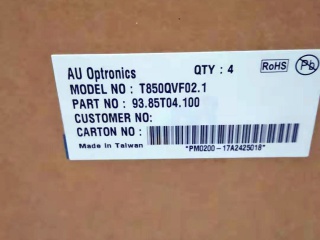 AU Optronics QTY : 4 RoHS Pb
MODEL NO : T850QVF02.1
PART NO : 93.85T04.100
CUSTOMER NO:
CARTON NO :
Made in Taiwan *PM0200-17A2425018*